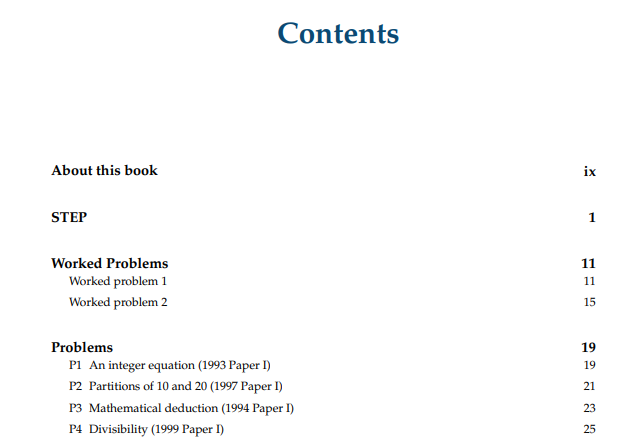 Contents
About this book ix
STEP 1
Worked Problems 11
Worked problem 1 11
Worked problem 2 15
Problems 19
P1 An integer equation (1993 Paper I) 19
P2 Partitions of 10 and 20 (1997 Paper I) 21
P3 Mathematical deduction (1994 Paper I) 23
P4 Divisibility (1999 Paper I) 25